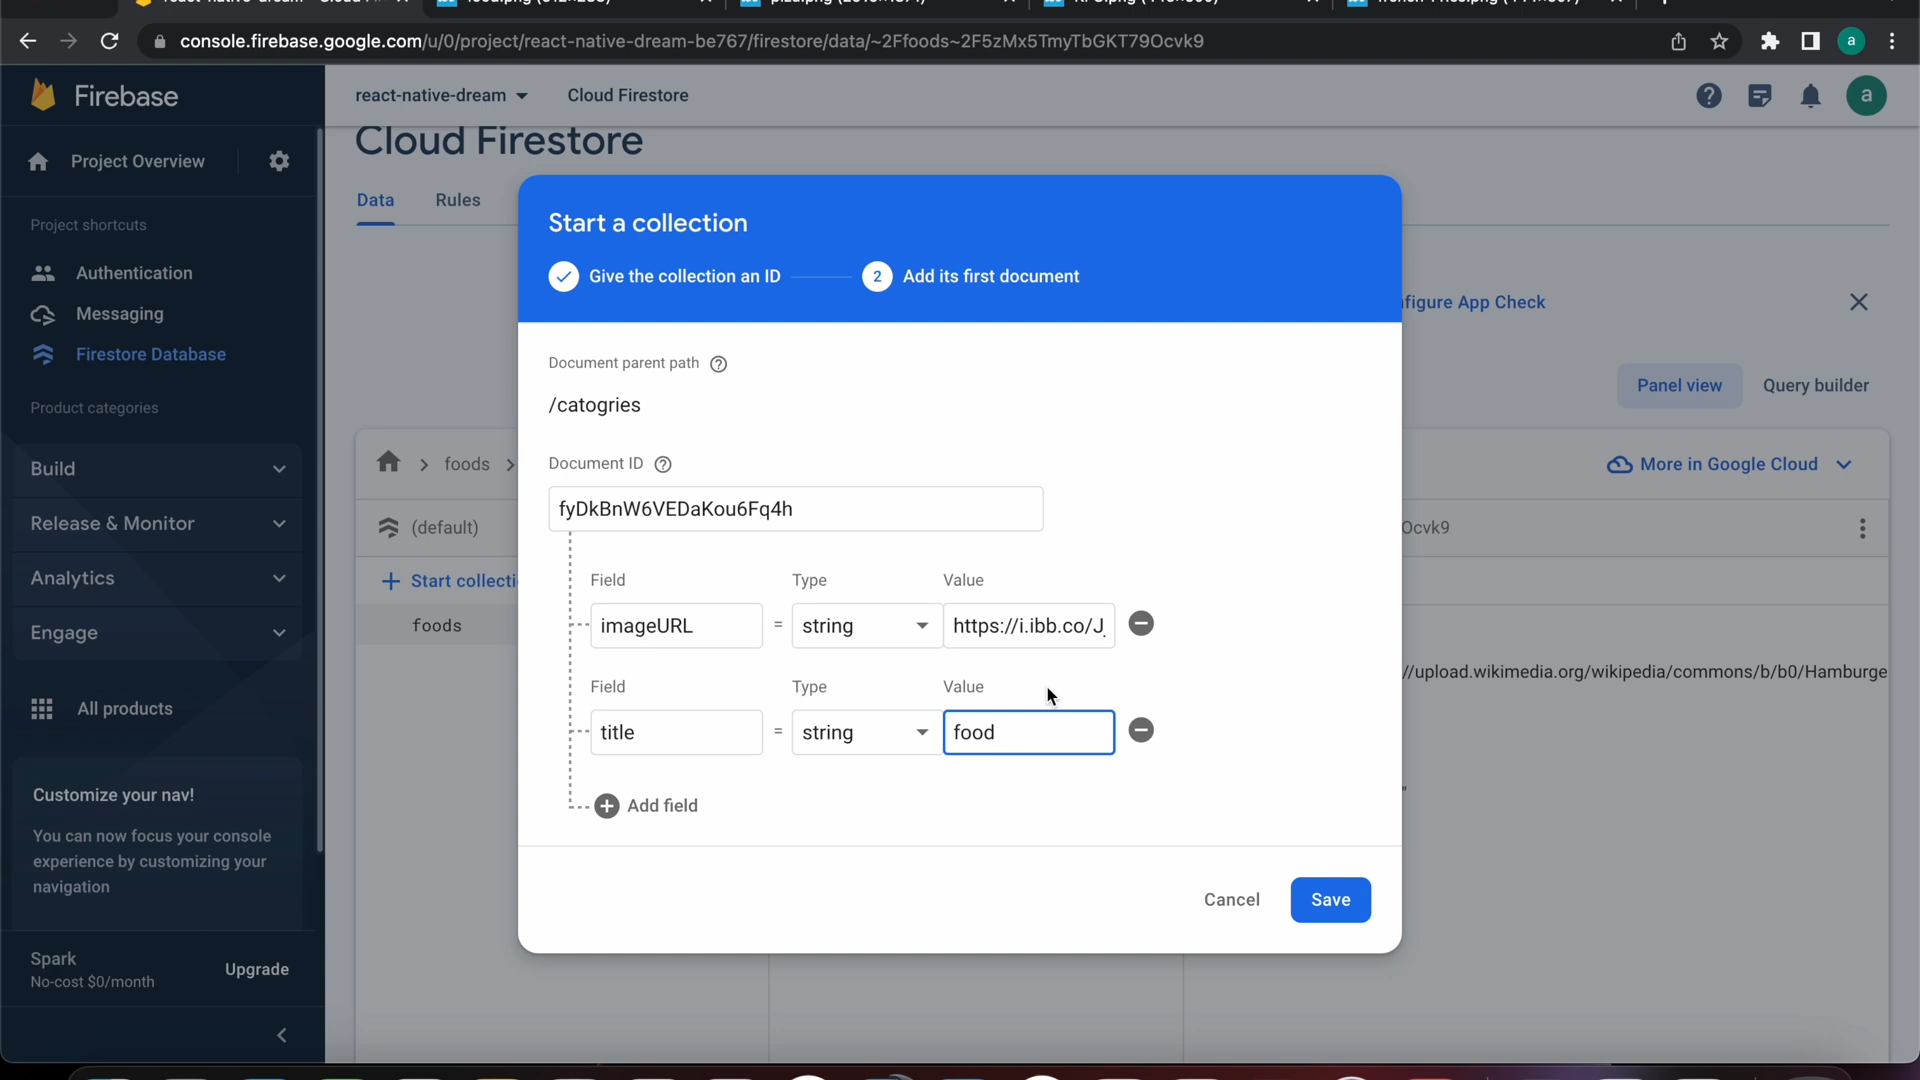 console.firebase.google.com/u/0/project/react-native-dream-be767/firestore/data/~2Ffoods~2F5zMx5TmyTbGKT79Ocvk9
a
Firebase
react-native-dream
Cloud Firestore
a
Project Overview
Cloud Firestore
Data
Rules
Project shortcuts
Authentication
Messaging
Firestore Database
Product categories
Build
Release & Monitor
Analytics
Engage
All products
Customize your nav!
You can now focus your console
experience by customizing your
navigation
Spark
No-cost $0/month
Upgrade
Start a collection
Give the collection an ID
2
Add its first document
figure App Check
Panel view
Query builder
Document parent path
/catogries
Document ID
fyDkBnW6VEDaKou6Fq4h
foods
More in Google Cloud
(default)
Ocvk9
Start collecti
foods
Field
Type
Value
imageURL
=
string
https://i.ibb.co/J
//upload.wikimedia.org/wikipedia/commons/b/b0/Hamburge
Field
Type
Value
title
=
string
food
"
Add field
Cancel
Save